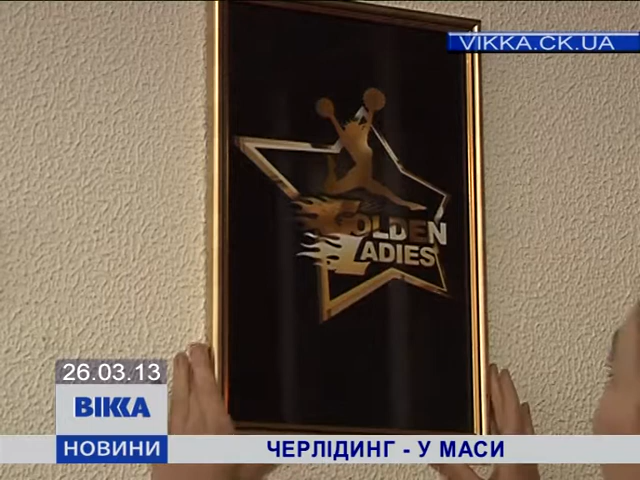 VIKKA.CK.UA
GOLDEN
LADIES
26.03.13
ВІККА
НОВИНИ
ЧЕРЛІДИНГ - У МАСИ